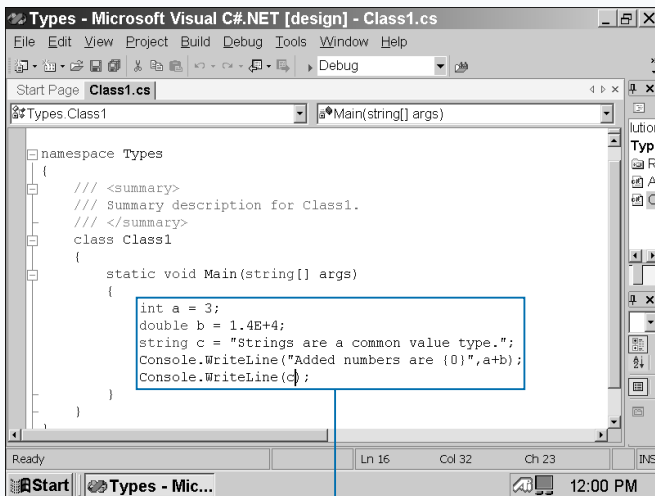 Types - Microsoft Visual C#.NET [design] - Class1.cs
File Edit View Project Build Debug Tools Window Help
Debug
Start Page Class1.cs
Types.Class1
Main(string[] args)
namespace Types
{
/// <summary>
/// Summary description for Class1.
/// </summary>
class Class1
{
static void Main(string[] args)
{
int a = 3;
double b = 1.4E+4;
string c = "Strings are a common value type.";
Console.WriteLine("Added numbers are {0}",a+b);
Console.WriteLine(c);
}
}
Ready Ln 16 Col 32 Ch 23 INS
Start Types - Mic... 12:00 PM